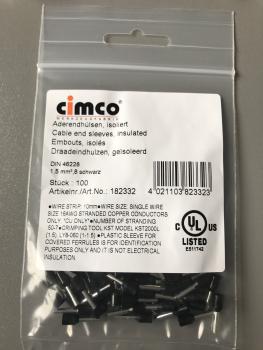 cimco
WERKZEUGFABRIK
Aderendhülsen, isoliert
Cable end sleeves, insulated
Embouts, isolés
Draadeindhulzen, geïsoleerd
DIN 46228
1,5 mm²,8 schwarz
Stück : 100
Artikelnr./Art.No.: 182332
4 021103 823323
●WIRE STRIP: 10mm●WIRE SIZE: SINGLE WIRE
SIZE 16AWG STRANDED COPPER CONDUCTORS
ONLY, "CU ONLY"●NUMBER OF STRANDING
:50-7●CRIMPING TOOL KST MODEL KST2000L
(1.5), LY8-060 (1-1.5) ●PLASTIC SLEEVE FOR
COVERED FERRULES IS FOR IDENTIFICATION
PURPOSES ONLY AND IT IS NOT ELECTRICAL
INSULATION
C UL US
LISTED
E511742